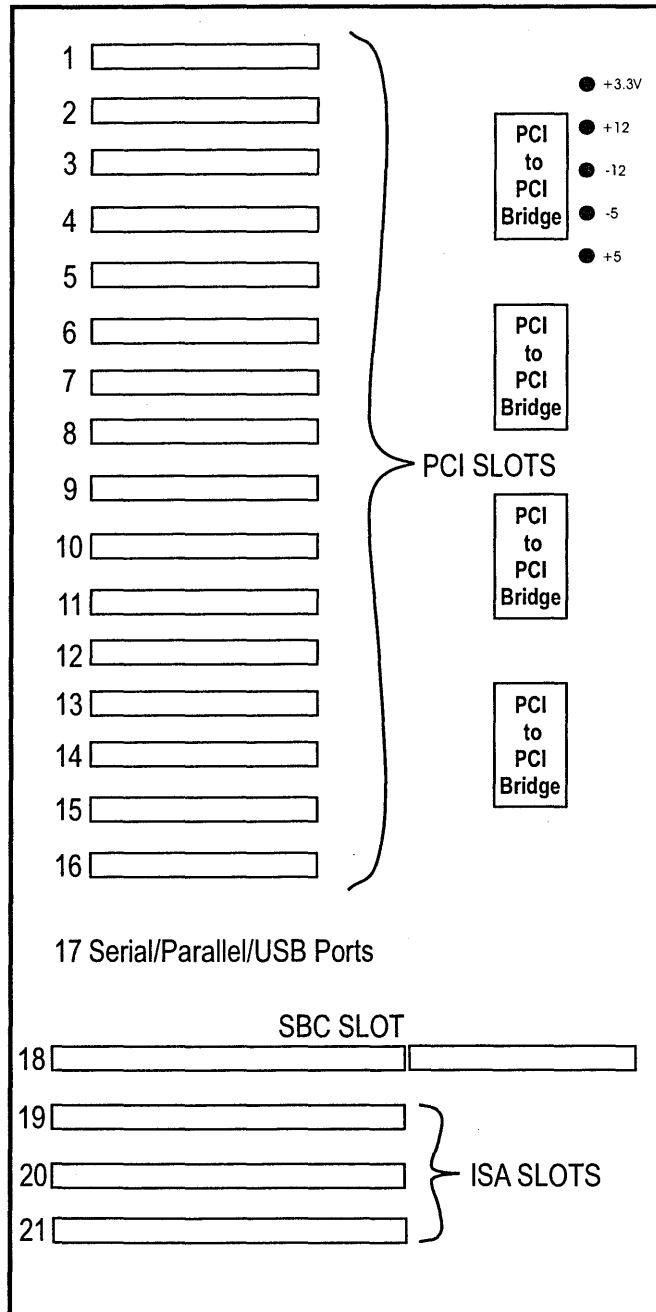 1
2
3
4
5
6
7
8
9
10
11
12
13
14
15
16
PCI SLOTS
PCI
to
PCI
Bridge
+3.3V
+12
-12
-5
+5
PCI
to
PCI
Bridge
PCI
to
PCI
Bridge
PCI
to
PCI
Bridge
17 Serial/Parallel/USB Ports
SBC SLOT
18
19
20
21
ISA SLOTS